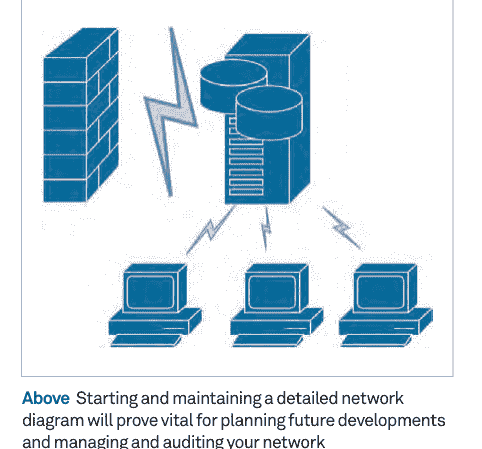 Above Starting and maintaining a detailed network
diagram will prove vital for planning future developments
and managing and auditing your network